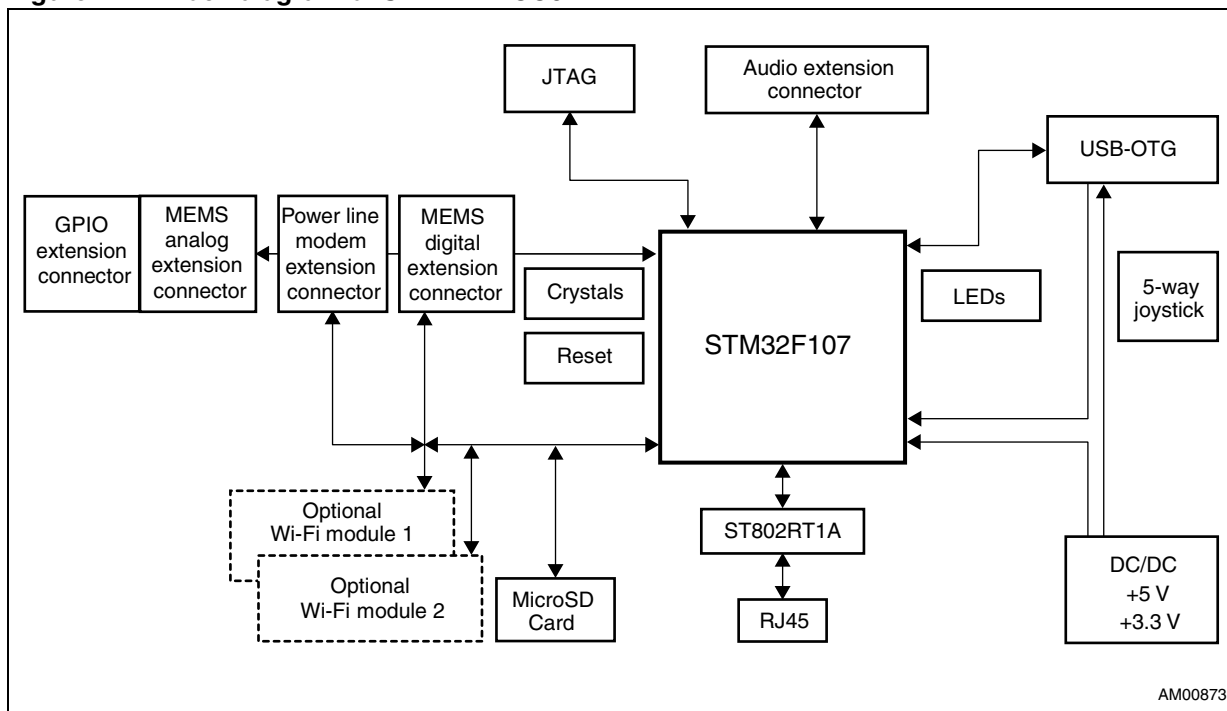 JTAG
Audio extension
connector
USB-OTG
GPIO
extension
connector
MEMS
analog
extension
connector
Power line
modem
extension
connector
MEMS
digital
extension
connector
Crystals
Reset
STM32F107
LEDs
5-way
joystick
Optional
Wi-Fi module 1
Optional
Wi-Fi module 2
MicroSD
Card
ST802RT1A
RJ45
DC/DC
+5 V
+3.3 V
AM00873